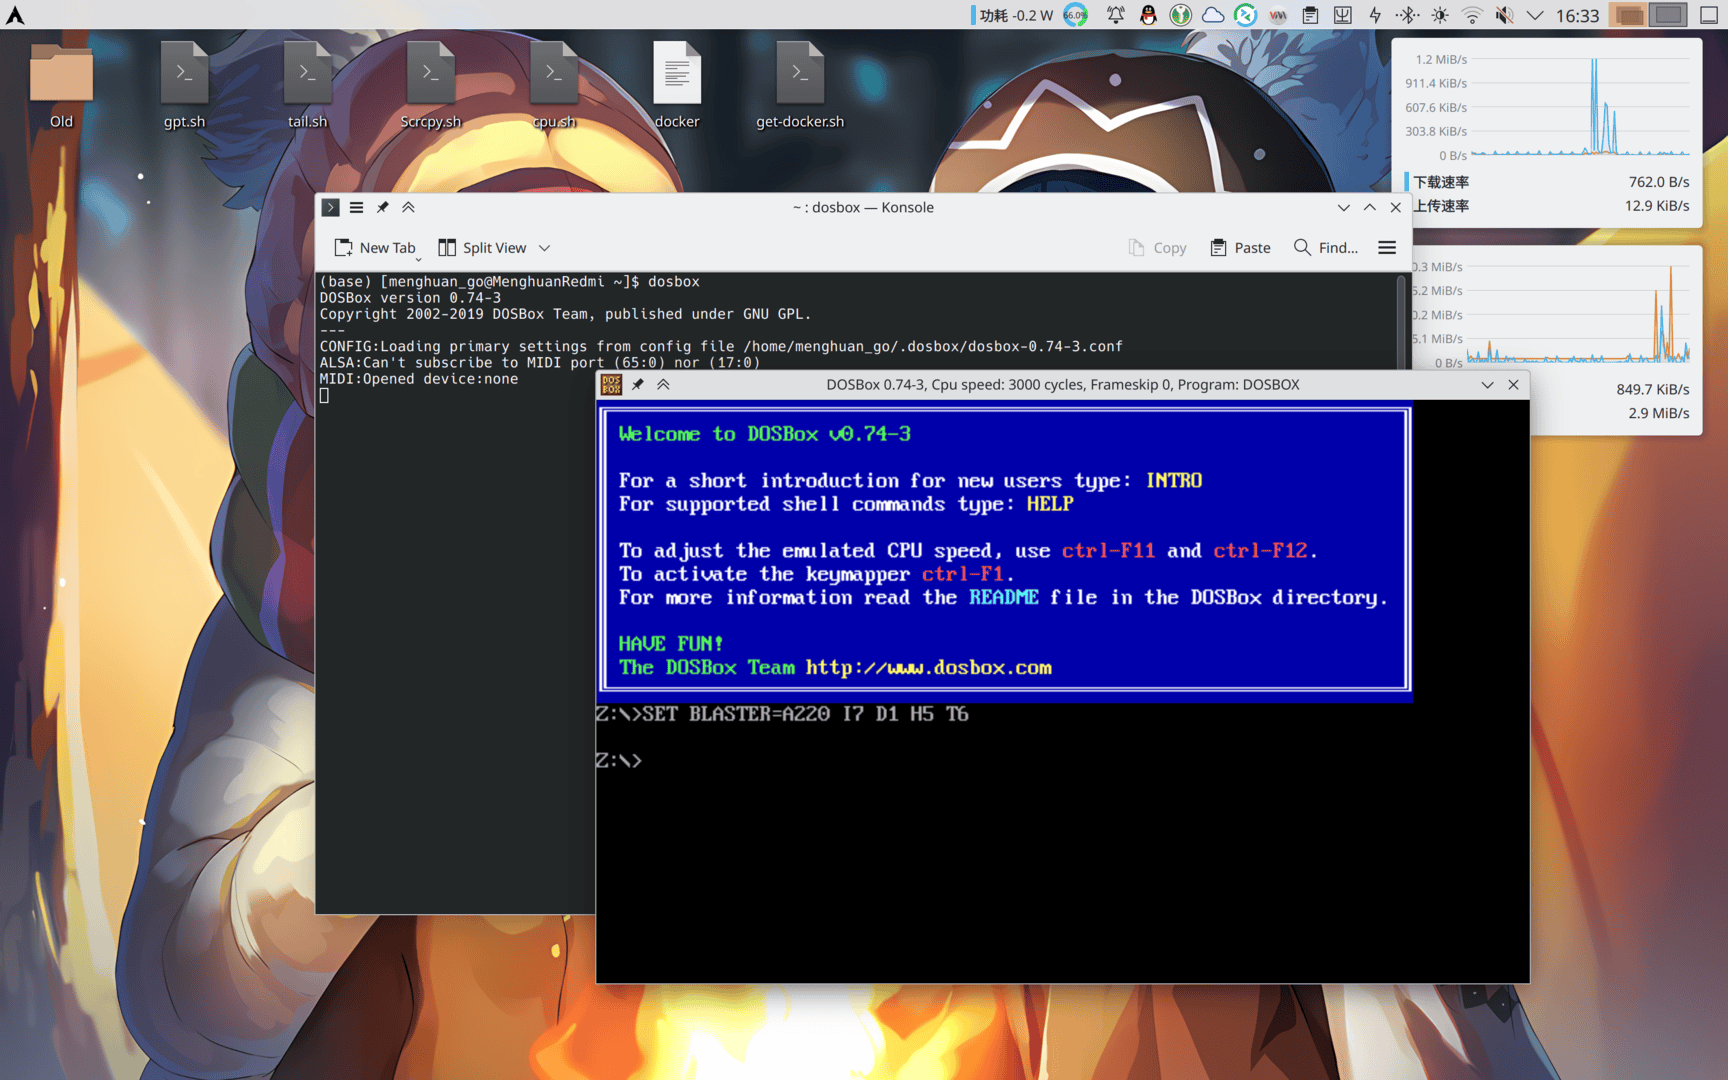 功耗 -0.2 W
66.0%
16:33
Old
gpt.sh
tail.sh
Scrcpy.sh
cpu.sh
docker
get-docker.sh
1.2 MiB/s
911.4 KiB/s
607.6 KiB/s
303.8 KiB/s
0 B/s
下载速率 762.0 B/s
上传速率 12.9 KiB/s
0.3 MiB/s
5.2 MiB/s
0.2 MiB/s
5.1 MiB/s
0 B/s
849.7 KiB/s
2.9 MiB/s
~ : dosbox — Konsole
New Tab Split View Copy Paste Find...
(base) [menghuan_go@MenghuanRedmi ~]$ dosbox
DOSBox version 0.74-3
Copyright 2002-2019 DOSBox Team, published under GNU GPL.
---
CONFIG:Loading primary settings from config file /home/menghuan_go/.dosbox/dosbox-0.74-3.conf
ALSA:Can't subscribe to MIDI port (65:0) nor (17:0)
MIDI:Opened device:none
DOS BOX
DOSBox 0.74-3, Cpu speed: 3000 cycles, Frameskip 0, Program: DOSBOX
Welcome to DOSBox v0.74-3
For a short introduction for new users type: INTRO
For supported shell commands type: HELP
To adjust the emulated CPU speed, use ctrl-F11 and ctrl-F12.
To activate the keymapper ctrl-F1.
For more information read the README file in the DOSBox directory.
HAVE FUN!
The DOSBox Team http://www.dosbox.com
Z:\>SET BLASTER=A220 I7 D1 H5 T6
Z:\>